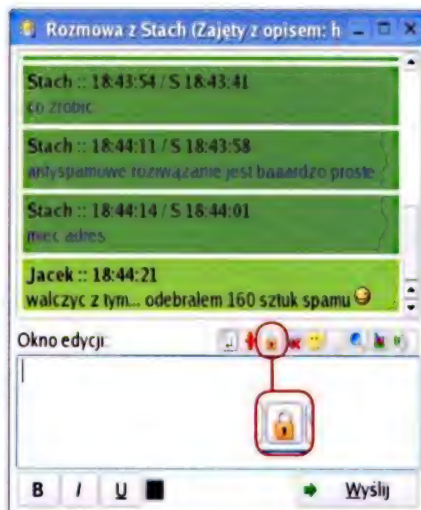 Rozmowa z Stach (Zajęty z opisem: h
Stach :: 18:43:54 / S 18:43:41
co zrobic
Stach :: 18:44:11 / S 18:43:58
antyspamowe rozwiązanie jest baaardzo proste
Stach :: 18:44:14 / S 18:44:01
miec adres
Jacek :: 18:44:21
walczyc z tym... odebralem 160 sztuk spamu
Okno edycji:
B I U Wyślij